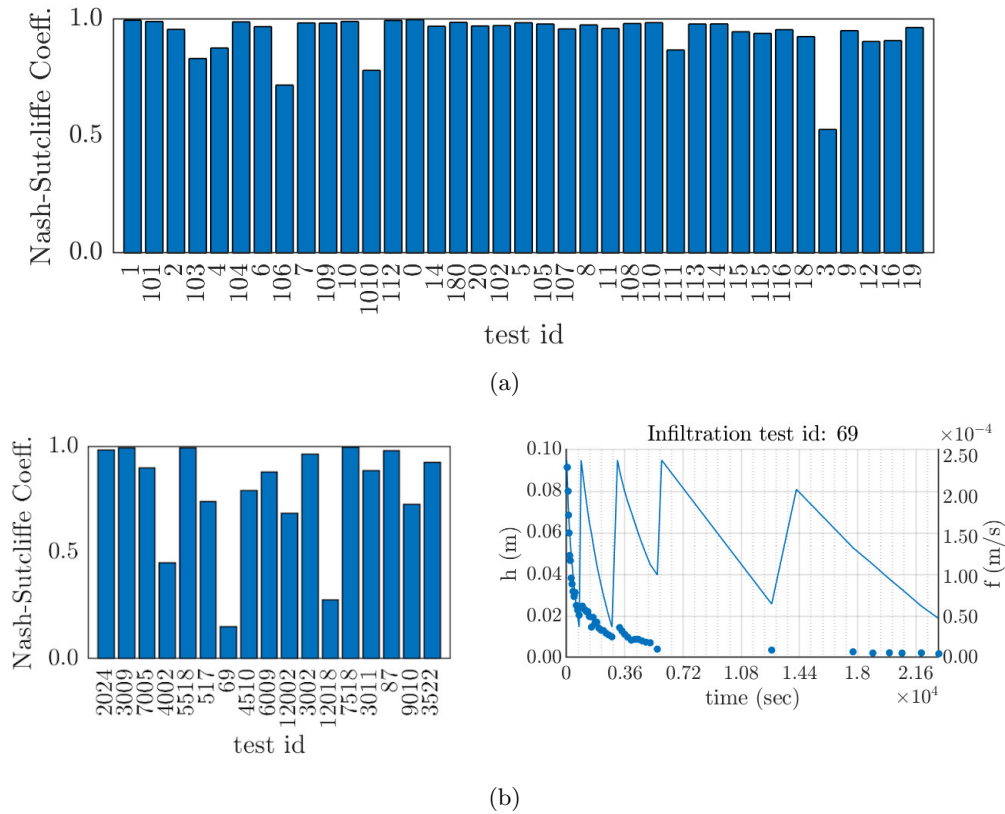 1.0
0.5
0.0
Nash-Sutcliffe Coeff.
1 101 2 103 4 104 6 106 7 109 10 1010 112 0 14 180 20 102 5 105 107 8 11 108 110 111 113 114 15 115 116 18 3 9 12 16 19
test id
(a)
1.0
0.5
0.0
Nash-Sutcliffe Coeff.
2024 3009 7005 4002 5518 517 69 4510 6009 12002 3002 12018 7518 3011 87 9010 3522
test id
Infiltration test id: 69
×10⁻⁴
0.10
0.08
0.06
0.04
0.02
0.00
h (m)
2.50
2.00
1.50
1.00
0.50
0.00
f (m/s)
0 0.36 0.72 1.08 1.44 2.16
time (sec)
×10⁴
(b)